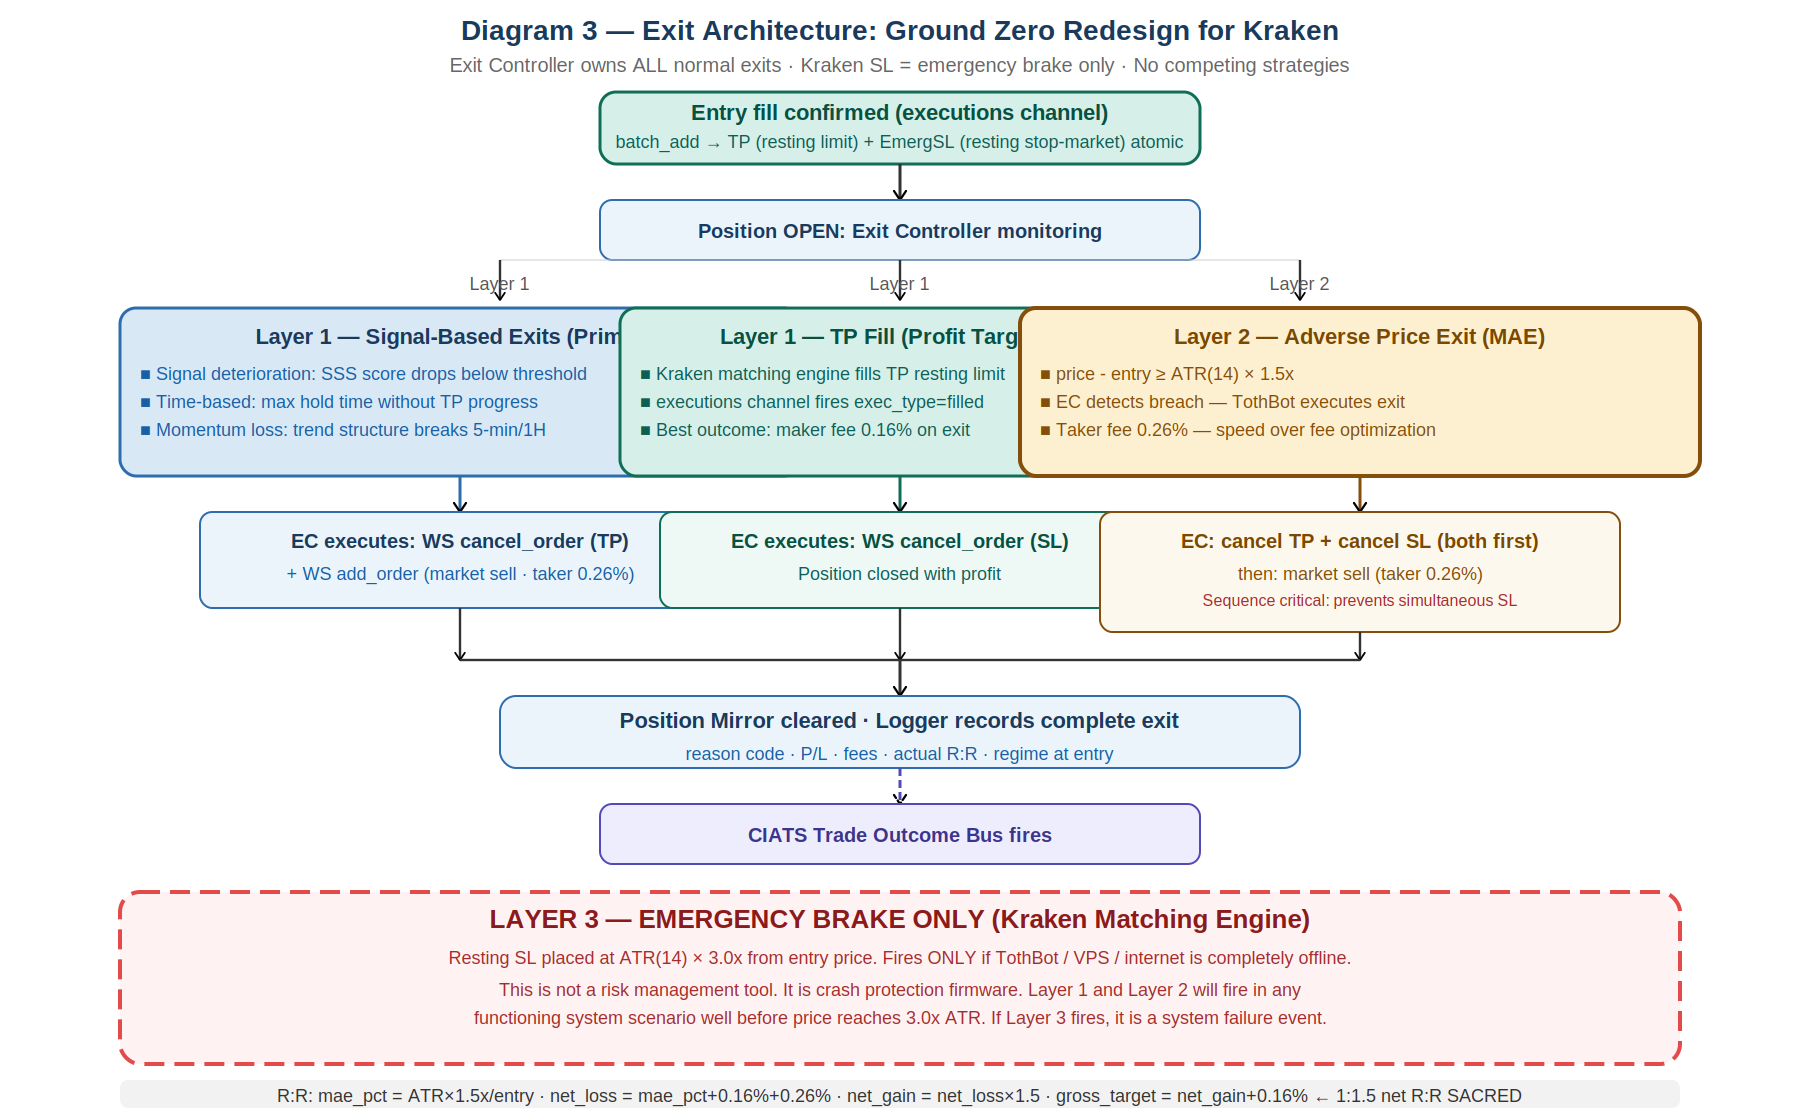 Diagram 3 — Exit Architecture: Ground Zero Redesign for Kraken
Exit Controller owns ALL normal exits · Kraken SL = emergency brake only · No competing strategies
Entry fill confirmed (executions channel)
batch_add → TP (resting limit) + EmergSL (resting stop-market) atomic
Position OPEN: Exit Controller monitoring
Layer 1
Layer 1
Layer 2
Layer 1 — Signal-Based Exits (Prim
■ Signal deterioration: SSS score drops below threshold
■ Time-based: max hold time without TP progress
■ Momentum loss: trend structure breaks 5-min/1H
Layer 1 — TP Fill (Profit Targ
■ Kraken matching engine fills TP resting limit
■ executions channel fires exec_type=filled
■ Best outcome: maker fee 0.16% on exit
Layer 2 — Adverse Price Exit (MAE)
■ price - entry ≥ ATR(14) × 1.5x
■ EC detects breach — TothBot executes exit
■ Taker fee 0.26% — speed over fee optimization
EC executes: WS cancel_order (TP)
+ WS add_order (market sell · taker 0.26%)
EC executes: WS cancel_order (SL)
Position closed with profit
EC: cancel TP + cancel SL (both first)
then: market sell (taker 0.26%)
Sequence critical: prevents simultaneous SL
Position Mirror cleared · Logger records complete exit
reason code · P/L · fees · actual R:R · regime at entry
CIATS Trade Outcome Bus fires
LAYER 3 — EMERGENCY BRAKE ONLY (Kraken Matching Engine)
Resting SL placed at ATR(14) × 3.0x from entry price. Fires ONLY if TothBot / VPS / internet is completely offline.
This is not a risk management tool. It is crash protection firmware. Layer 1 and Layer 2 will fire in any
functioning system scenario well before price reaches 3.0x ATR. If Layer 3 fires, it is a system failure event.
R:R: mae_pct = ATR×1.5x/entry · net_loss = mae_pct+0.16%+0.26% · net_gain = net_loss×1.5 · gross_target = net_gain+0.16% ← 1:1.5 net R:R SACRED